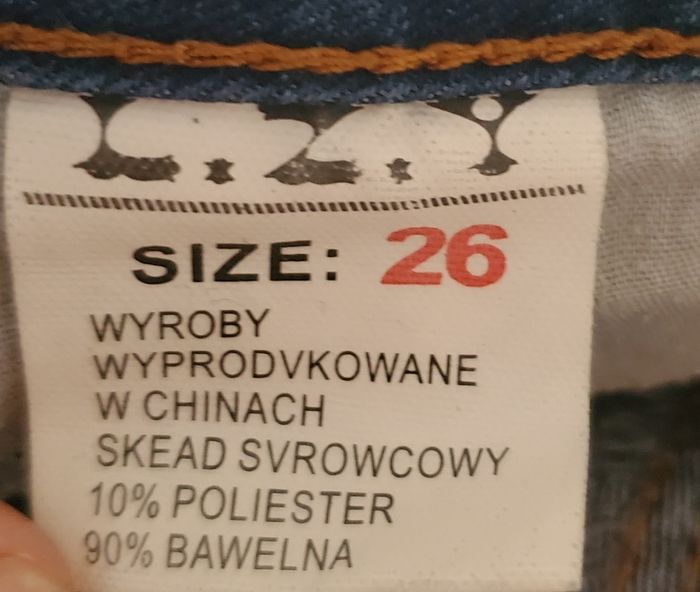 L.Z.Y
SIZE: 26
WYROBY
WYPRODVKOWANE
W CHINACH
SKEAD SVROWCOWY
10% POLIESTER
90% BAWELNA